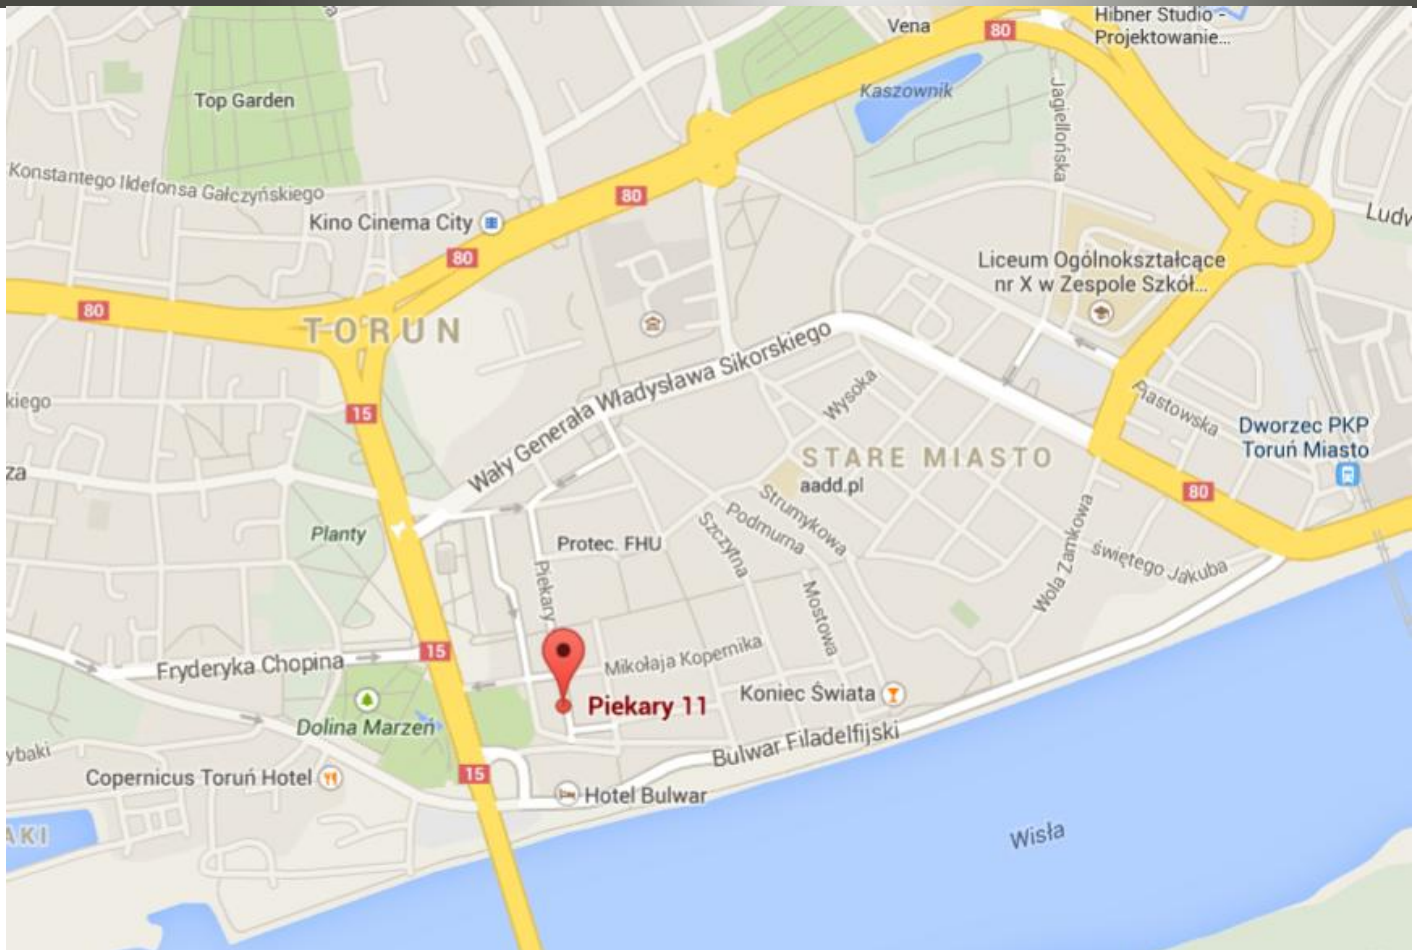 Hibner Studio -
Projektowanie...
Vena
80
Kaszownik
Jagiellońska
Top Garden
Konstantego Ildefonsa Gałczyńskiego
80
Kino Cinema City
80
Ludw
Liceum Ogólnokształcące
nr X w Zespole Szkół...
80
TORUN
Wały Generała Władysława Sikorskiego
15
kiego
Wysoka
Piastowska
Dworzec PKP
Toruń Miasto
STARE MIASTO
aadd.pl
za
80
Strumykowa
Podmurna
Szczytna
Planty
Protec. FHU
Wola Zamkowa
świętego Jakuba
Piekary
Mostowa
15
Fryderyka Chopina
Mikołaja Kopernika
Piekary 11
Koniec Świata
Dolina Marzeń
Bulwar Filadelfijski
ybaki
15
Copernicus Toruń Hotel
Hotel Bulwar
AKI
Wisła